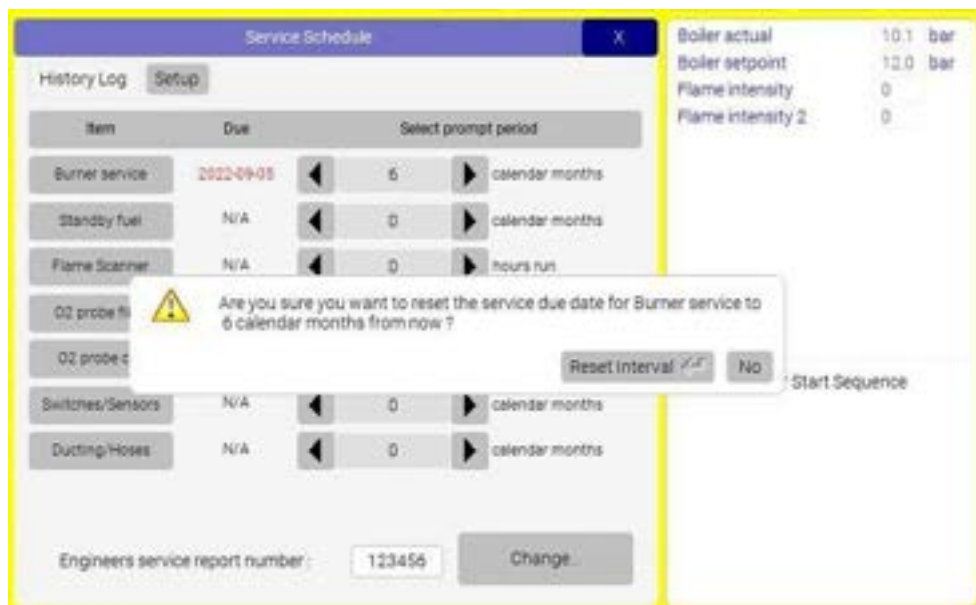 Service Schedule X
History Log Setup
Item Due Select prompt period
Burner service 2022-09-05 6 calendar months
Standby fuel N/A 0 calendar months
Flame Scanner N/A 0 hours run
O2 probe
O2 probe
Are you sure you want to reset the service due date for Burner service to
6 calendar months from now ?
Reset Interval No
Switches/Sensors N/A 0 calendar months
Ducting/Hoses N/A 0 calendar months
Engineers service report number : 123456 Change...
Boiler actual 10.1 bar
Boiler setpoint 12.0 bar
Flame intensity 0
Flame intensity 2 0
Start Sequence